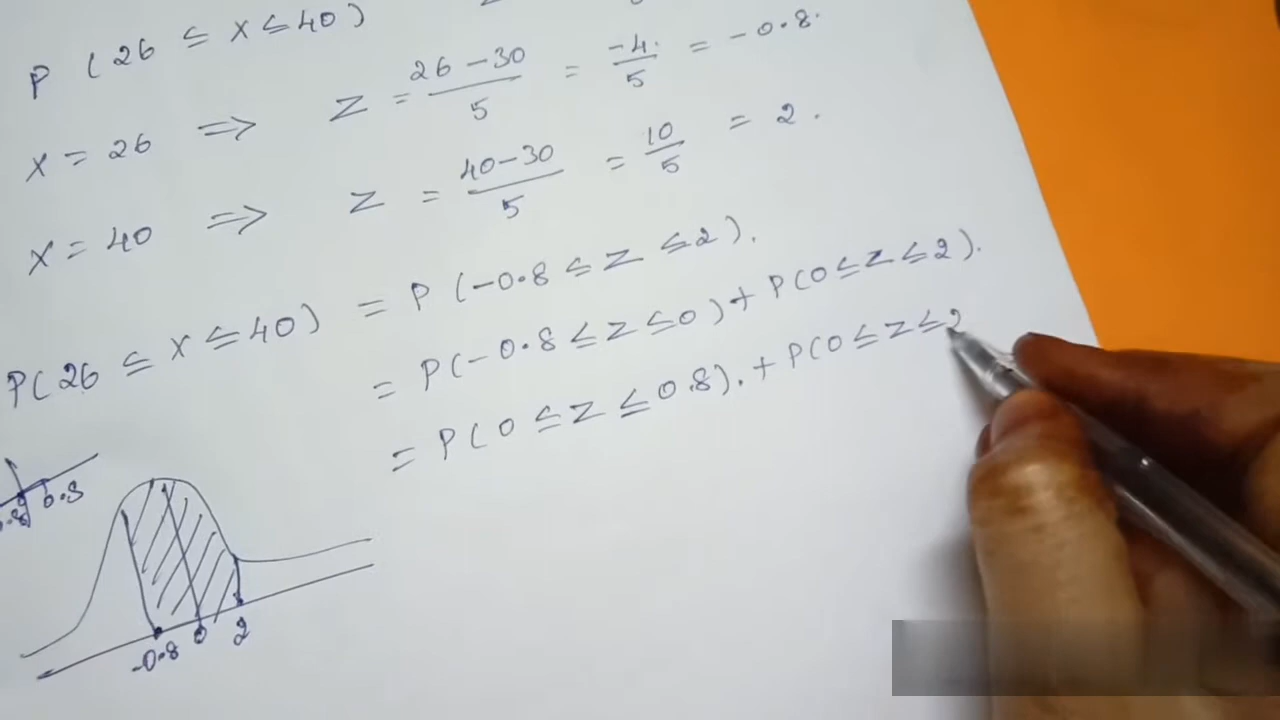 P (26 ≤ X ≤ 40)
X = 26 ⇒ Z = 26 − 30 / 5 = −4. / 5 = −0.8.
X = 40 ⇒ Z = 40 − 30 / 5 = 10 / 5 = 2.
P(26 ≤ X ≤ 40) = P(−0.8 ≤ Z ≤ 2).
= P(−0.8 ≤ Z ≤ 0) + P(0 ≤ Z ≤ 2).
= P(0 ≤ Z ≤ 0.8). + P(0 ≤ Z ≤ 2
0.8
-0.8 0 2